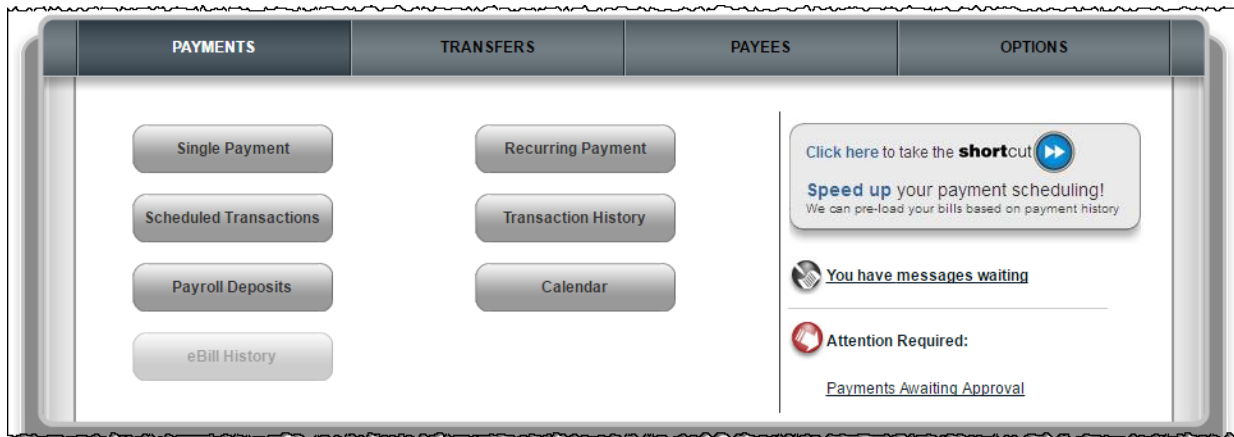 PAYMENTS TRANSFERS PAYEES OPTIONS
Single Payment
Recurring Payment
Scheduled Transactions
Transaction History
Payroll Deposits
Calendar
eBill History
Click here to take the shortcut
Speed up your payment scheduling!
We can pre-load your bills based on payment history
You have messages waiting
Attention Required:
Payments Awaiting Approval